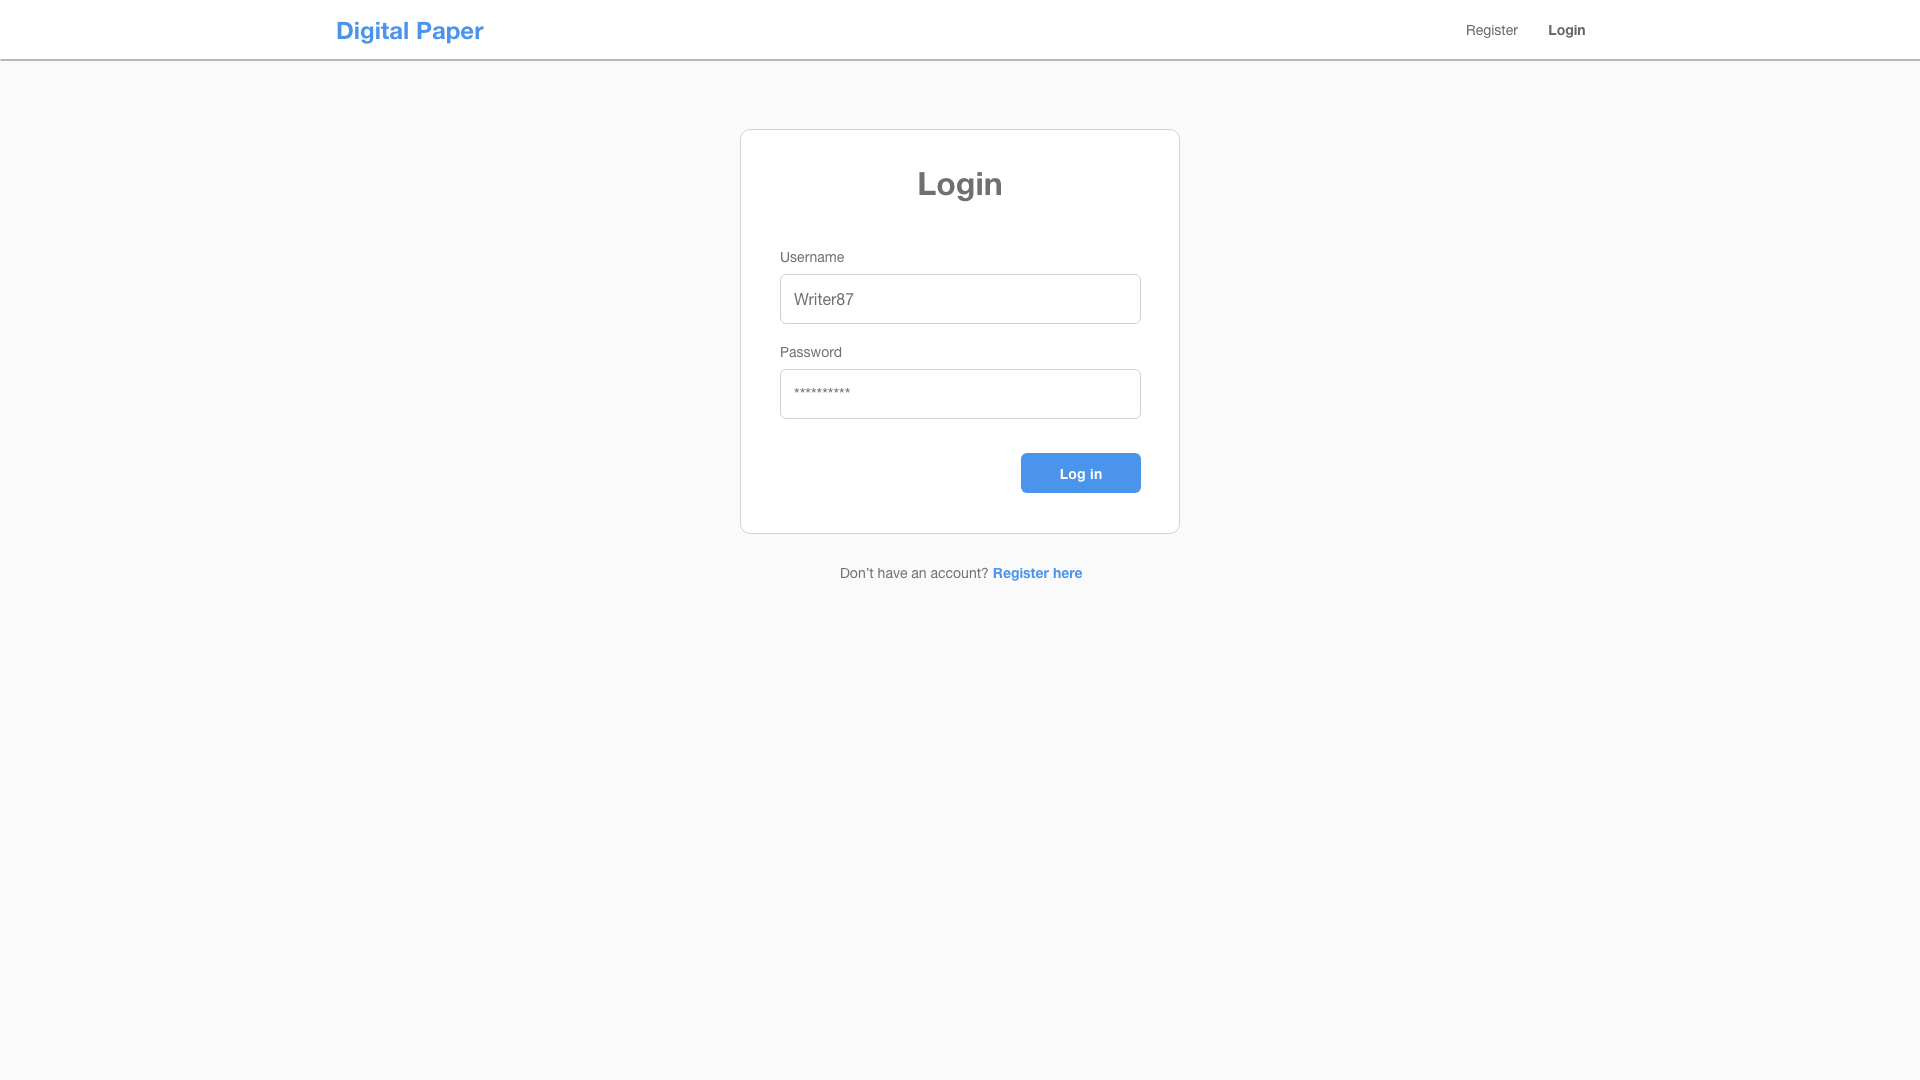 Digital Paper
Register
Login
Login
Username
Writer87
Password
**********
Log in
Don't have an account? Register here